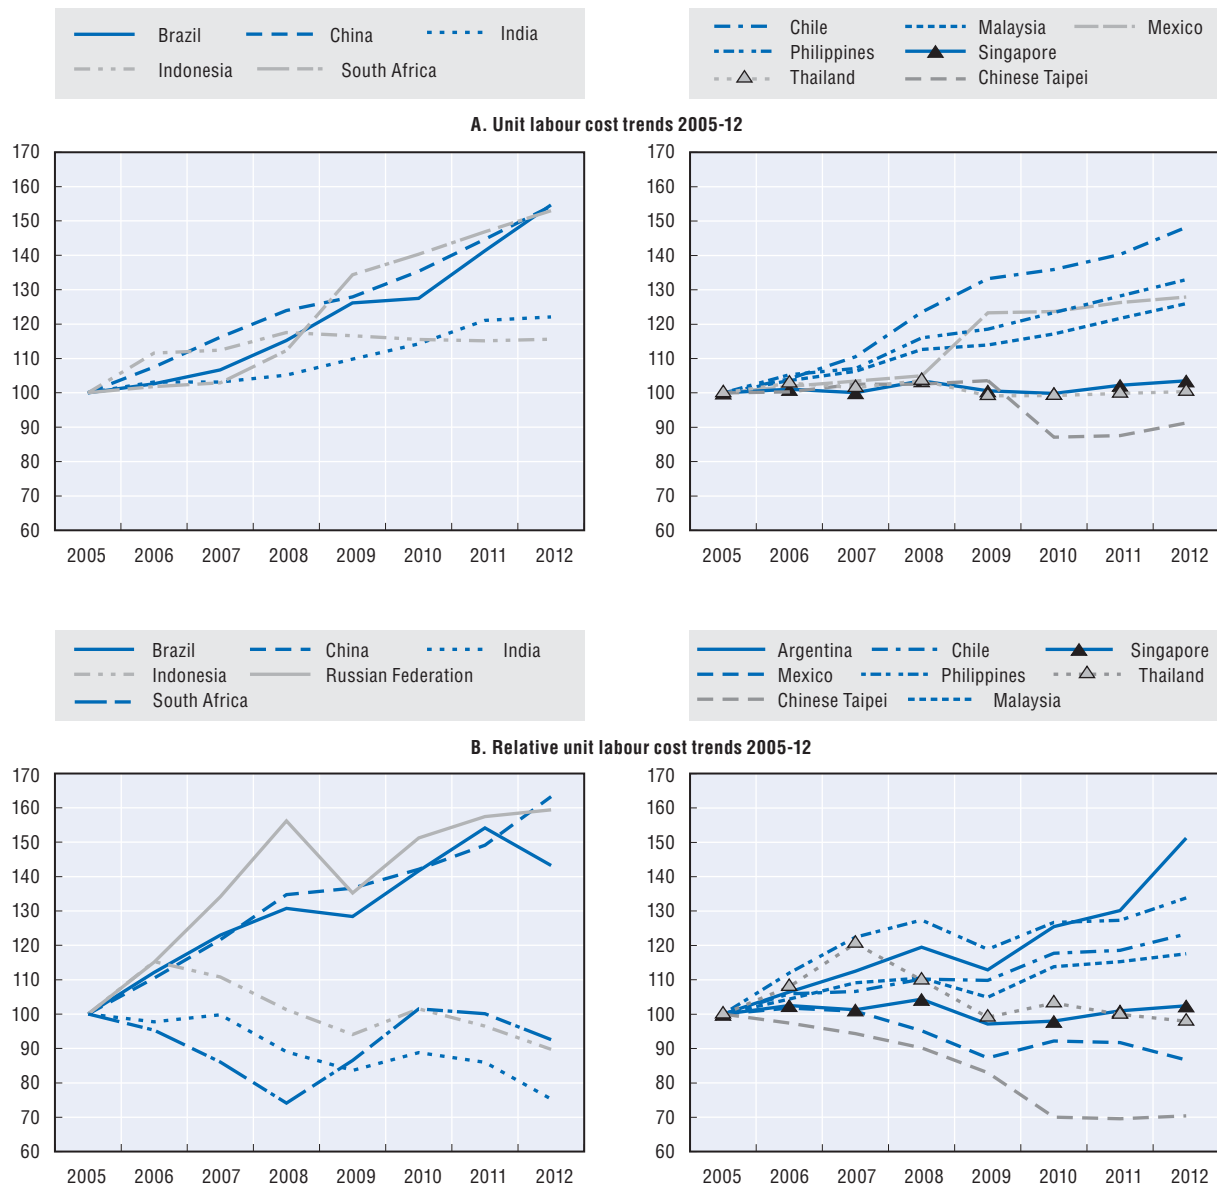 Brazil China India
Indonesia South Africa
Chile Malaysia Mexico
Philippines Singapore
Thailand Chinese Taipei
A. Unit labour cost trends 2005-12
170
160
150
140
130
120
110
100
90
80
70
60
2005 2006 2007 2008 2009 2010 2011 2012
170
160
150
140
130
120
110
100
90
80
70
60
2005 2006 2007 2008 2009 2010 2011 2012
Brazil China India
Indonesia Russian Federation
South Africa
Argentina Chile Singapore
Mexico Philippines Thailand
Chinese Taipei Malaysia
B. Relative unit labour cost trends 2005-12
170
160
150
140
130
120
110
100
90
80
70
60
2005 2006 2007 2008 2009 2010 2011 2012
170
160
150
140
130
120
110
100
90
80
70
60
2005 2006 2007 2008 2009 2010 2011 2012